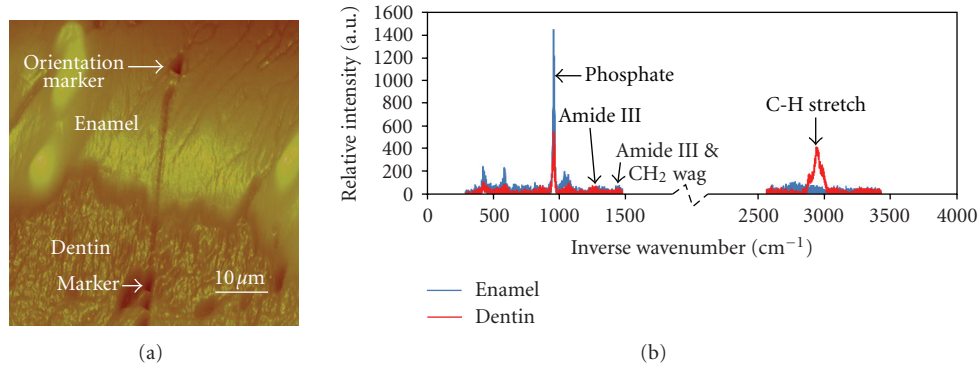 Orientation
marker
Enamel
Dentin
Marker
10 μm
(a)
Relative intensity (a.u.)
1600
1400
1200
1000
800
600
400
200
0
Phosphate
Amide III
Amide III &
CH₂ wag
C-H stretch
0 500 1000 1500 2500 3000 3500 4000
Inverse wavenumber (cm⁻¹)
Enamel
Dentin
(b)